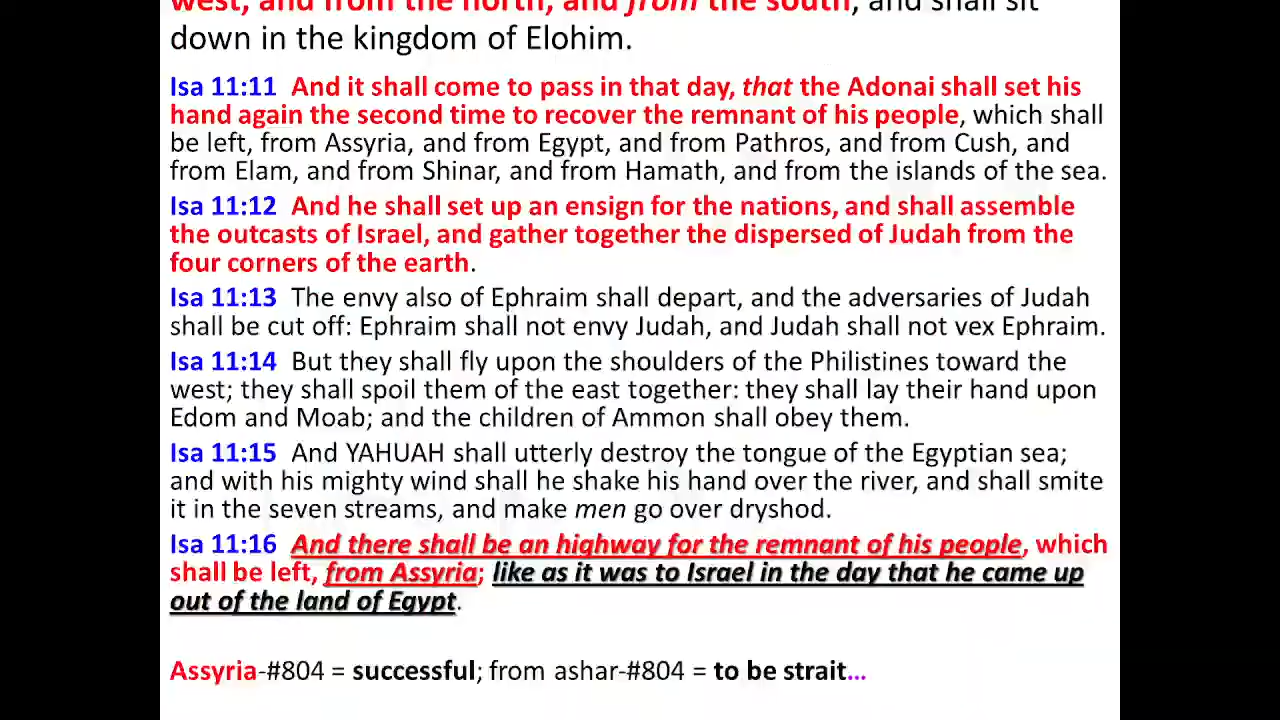 west, and from the north, and from the south, and shall sit
down in the kingdom of Elohim.
Isa 11:11 And it shall come to pass in that day, that the Adonai shall set his
hand again the second time to recover the remnant of his people, which shall
be left, from Assyria, and from Egypt, and from Pathros, and from Cush, and
from Elam, and from Shinar, and from Hamath, and from the islands of the sea.
Isa 11:12 And he shall set up an ensign for the nations, and shall assemble
the outcasts of Israel, and gather together the dispersed of Judah from the
four corners of the earth.
Isa 11:13 The envy also of Ephraim shall depart, and the adversaries of Judah
shall be cut off: Ephraim shall not envy Judah, and Judah shall not vex Ephraim.
Isa 11:14 But they shall fly upon the shoulders of the Philistines toward the
west; they shall spoil them of the east together: they shall lay their hand upon
Edom and Moab; and the children of Ammon shall obey them.
Isa 11:15 And YAHUAH shall utterly destroy the tongue of the Egyptian sea;
and with his mighty wind shall he shake his hand over the river, and shall smite
it in the seven streams, and make men go over dryshod.
Isa 11:16 And there shall be an highway for the remnant of his people, which
shall be left, from Assyria; like as it was to Israel in the day that he came up
out of the land of Egypt.
Assyria-#804 = successful; from ashar-#804 = to be strait...